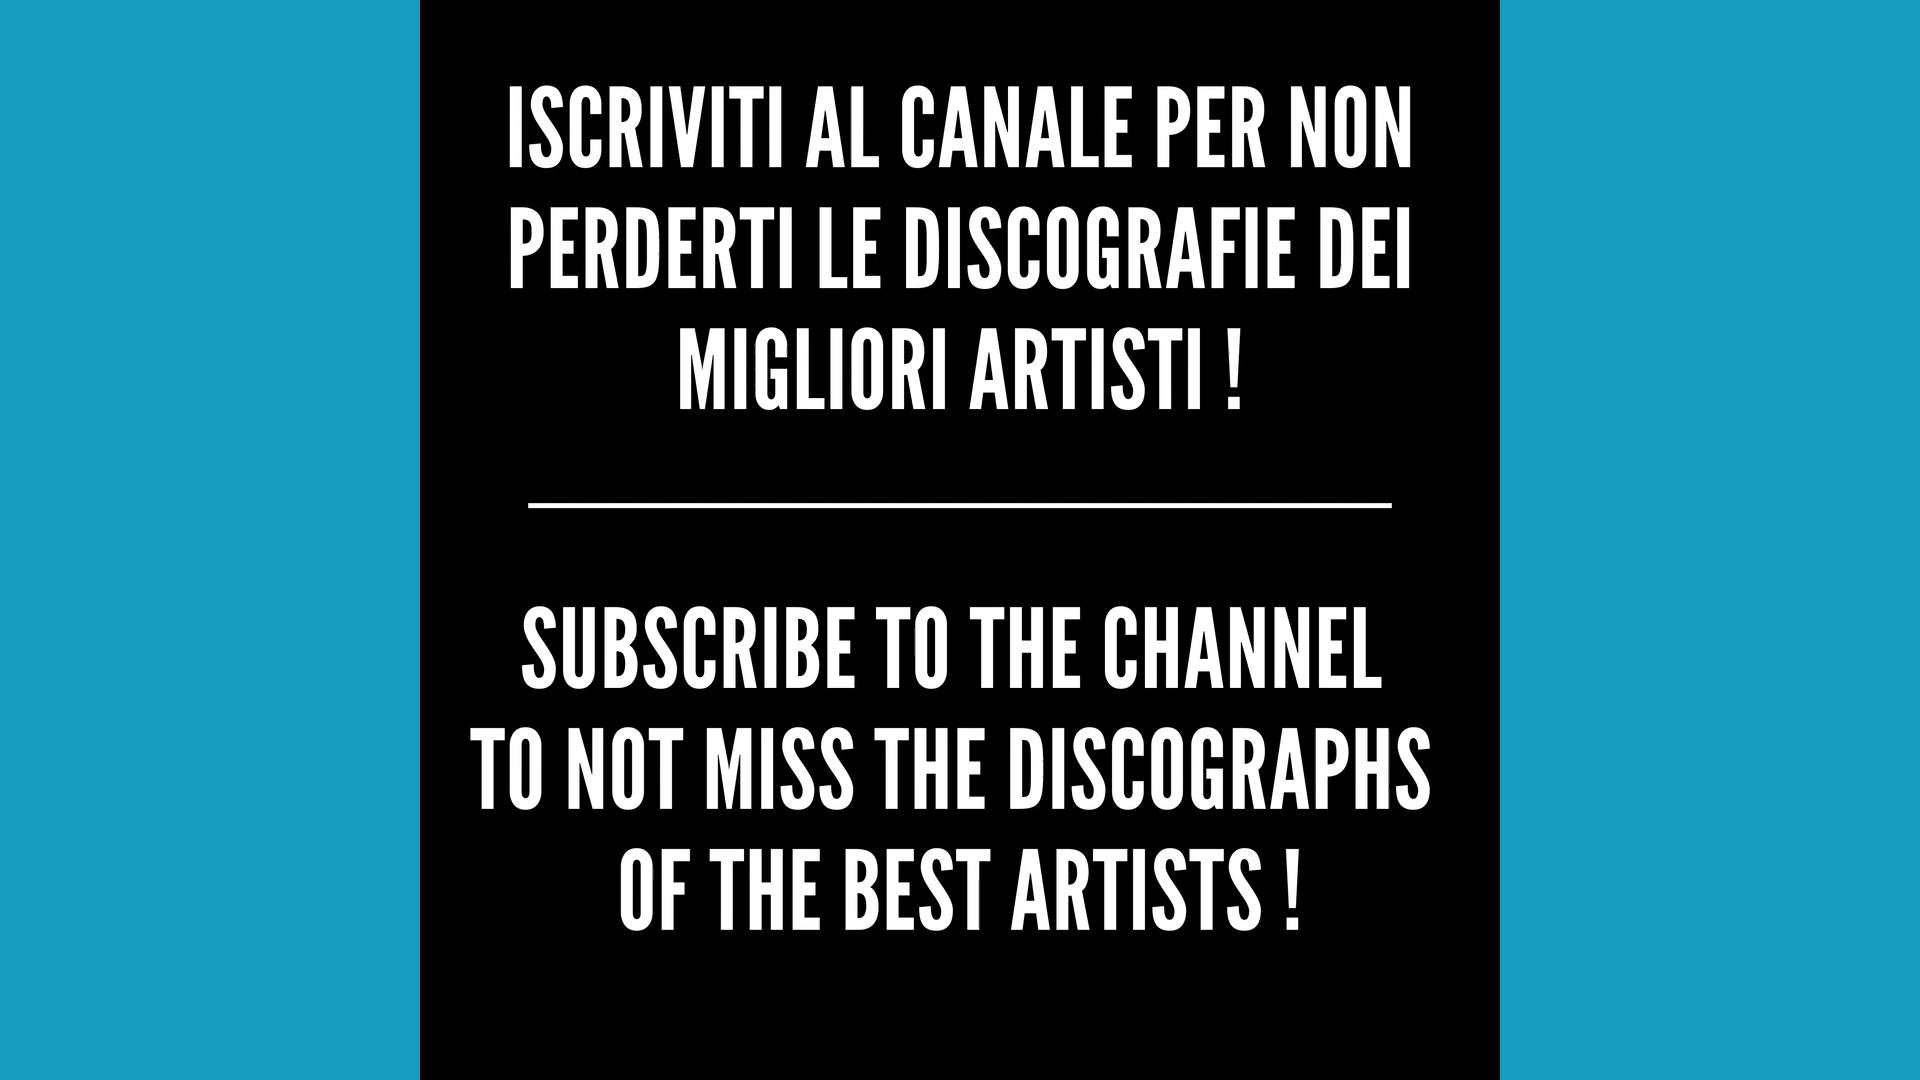 ISCRIVITI AL CANALE PER NON
PERDERTI LE DISCOGRAFIE DEI
MIGLIORI ARTISTI !
SUBSCRIBE TO THE CHANNEL
TO NOT MISS THE DISCOGRAPHS
OF THE BEST ARTISTS !